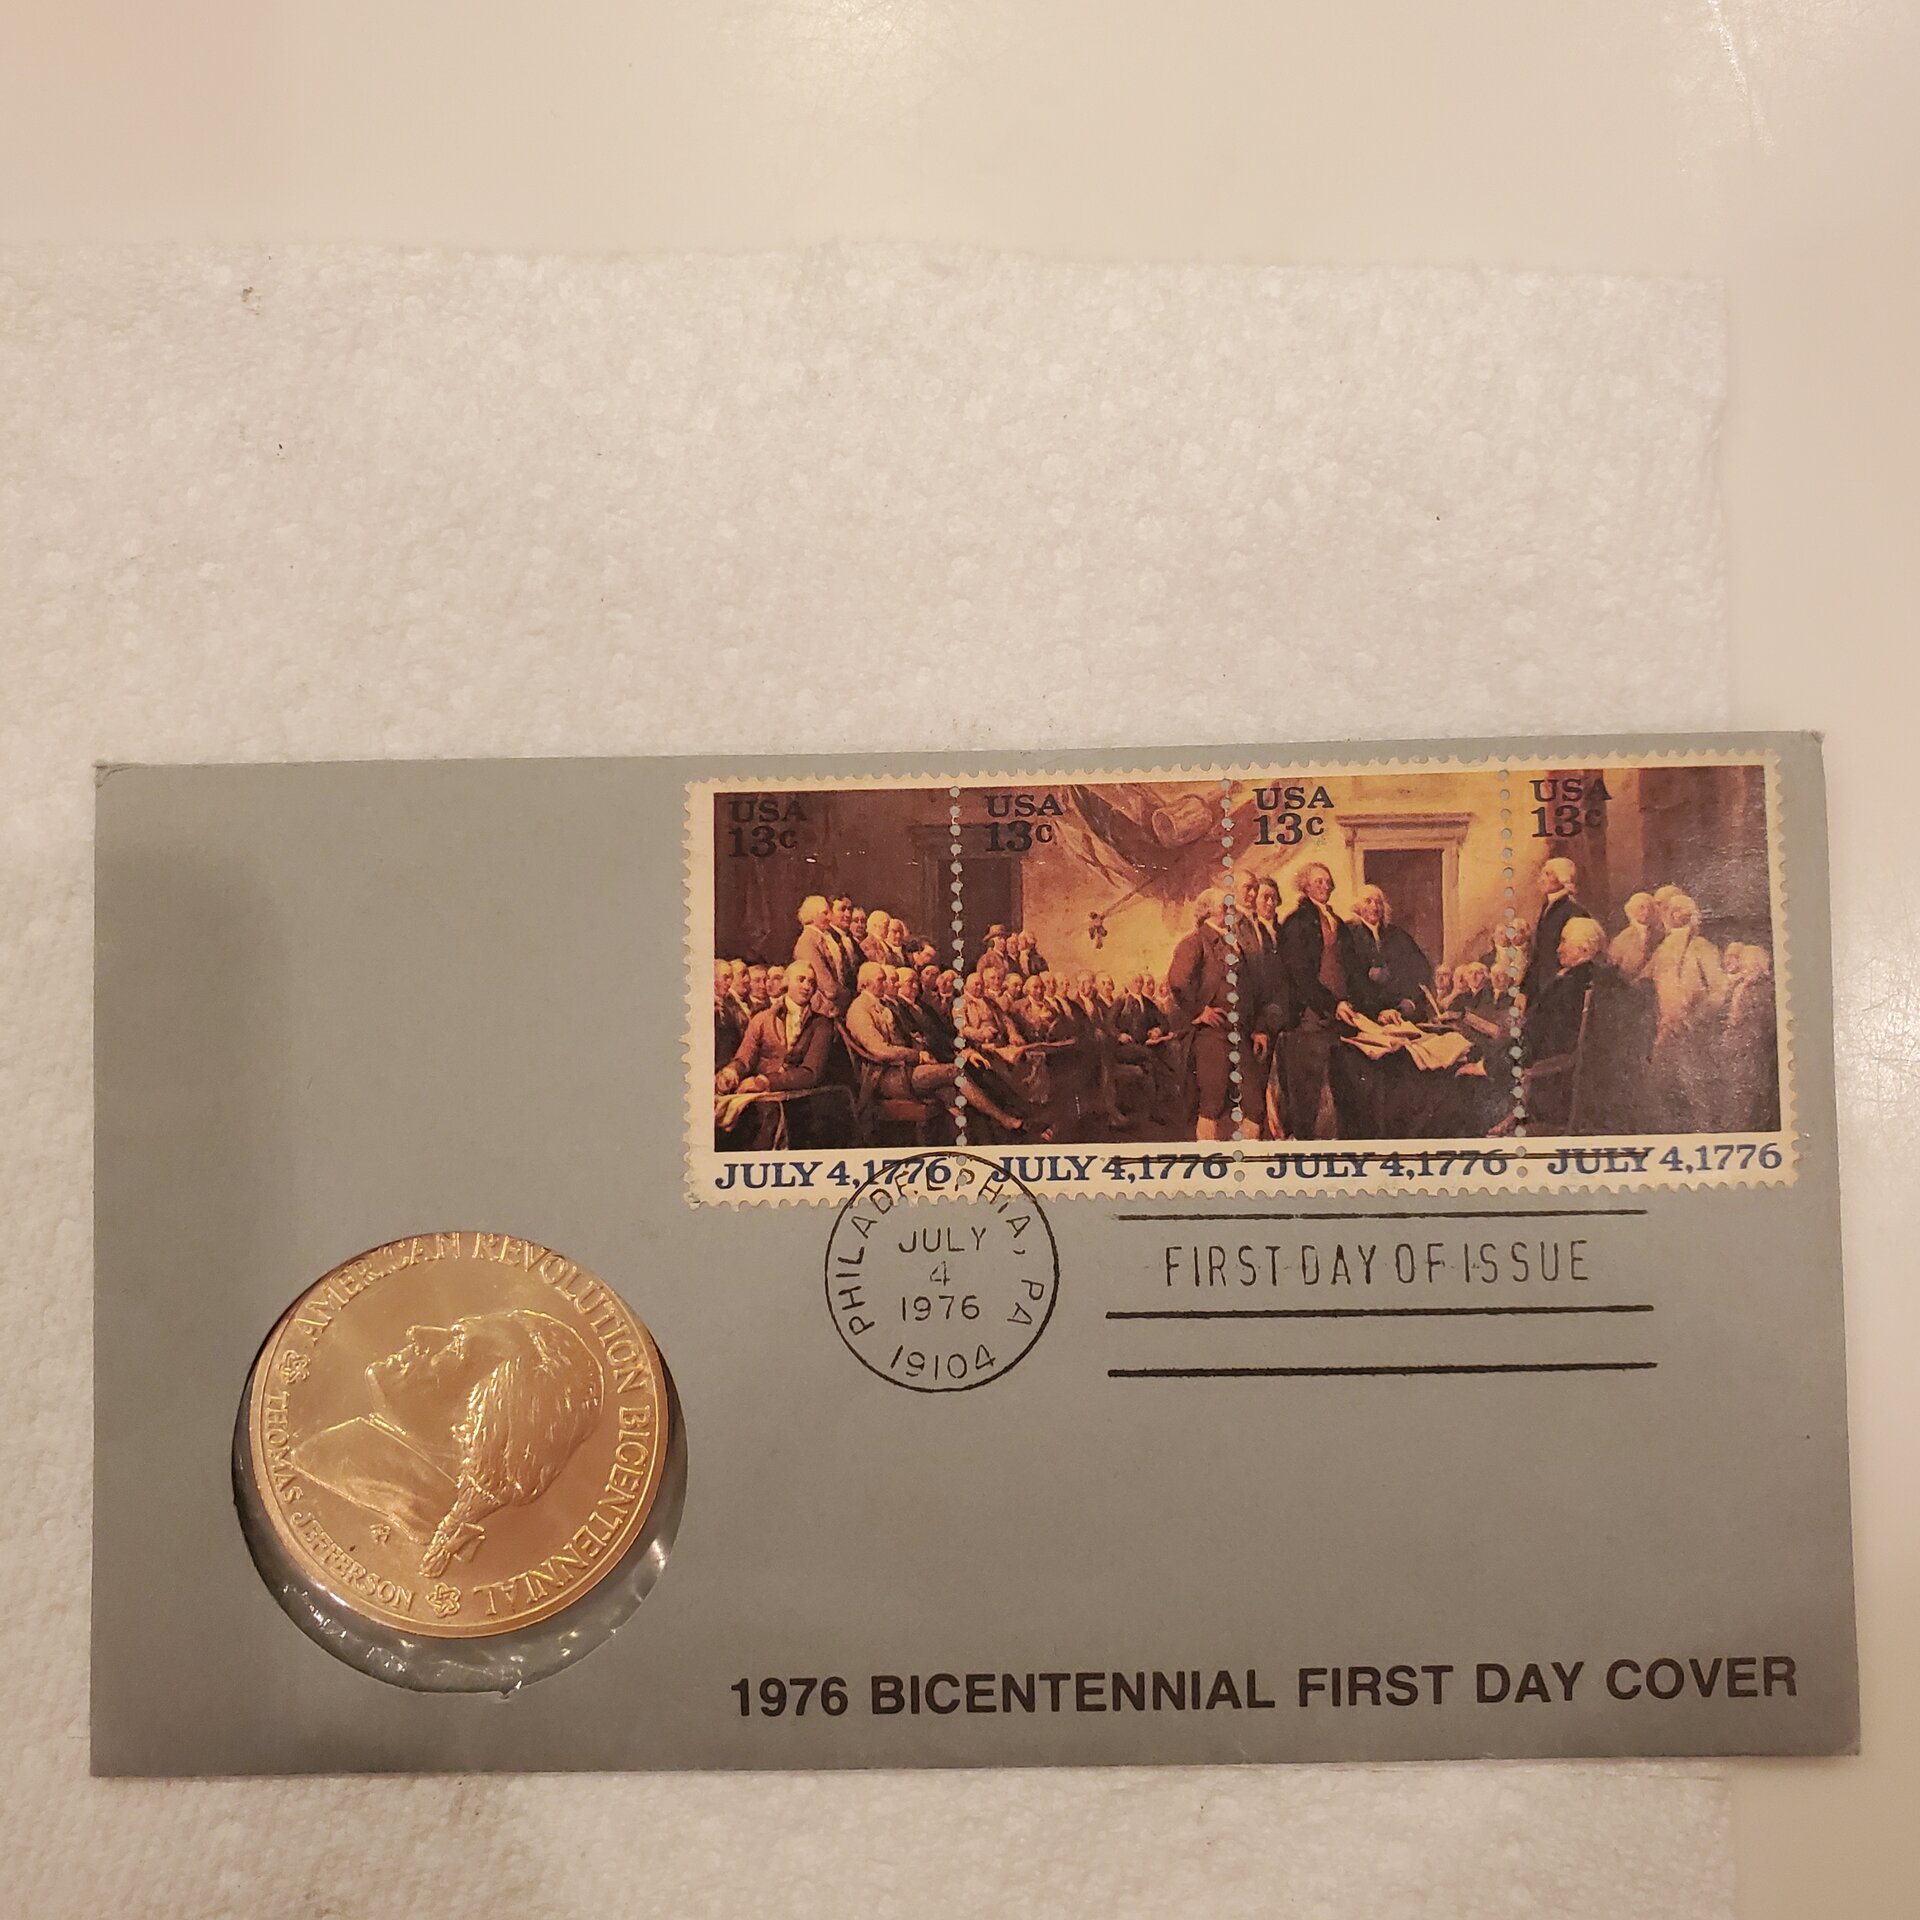 USA
13c
USA
13c
USA
13c
USA
13c
JULY 4, 1776
JULY 4, 1776
JULY 4, 1776
JULY 4, 1776
PHILADELPHIA, PA
JULY
4
1976
19104
FIRST DAY OF ISSUE
AMERICAN REVOLUTION BICENTENNIAL
THOMAS JEFFERSON
1976 BICENTENNIAL FIRST DAY COVER